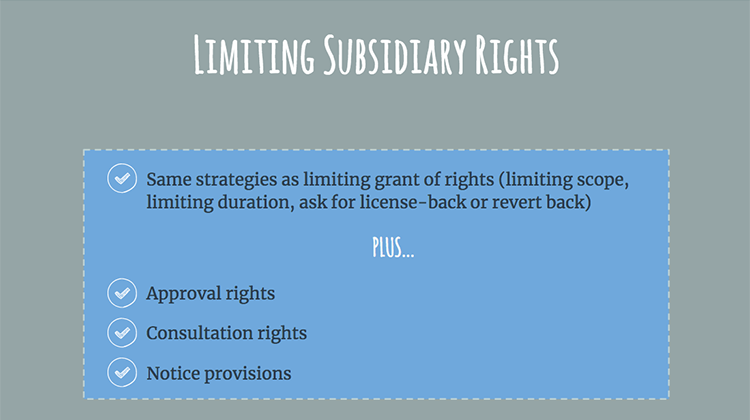 Limiting Subsidiary Rights
Same strategies as limiting grant of rights (limiting scope,
limiting duration, ask for license-back or revert back)
PLUS...
Approval rights
Consultation rights
Notice provisions